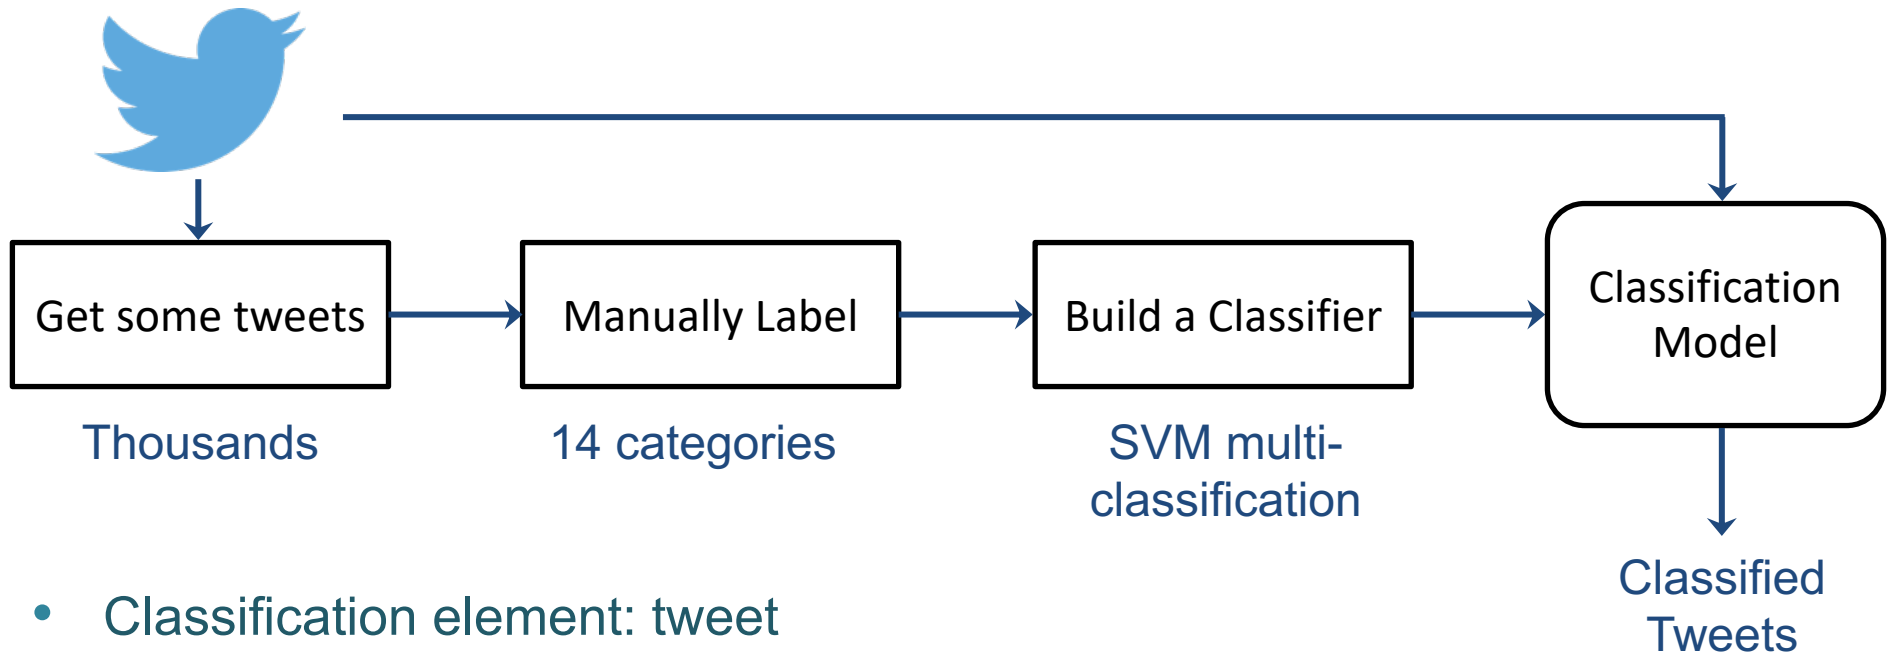 Get some tweets
Manually Label
Build a Classifier
Classification
Model
Thousands
14 categories
SVM multi-
classification
Classified
Tweets
• Classification element: tweet